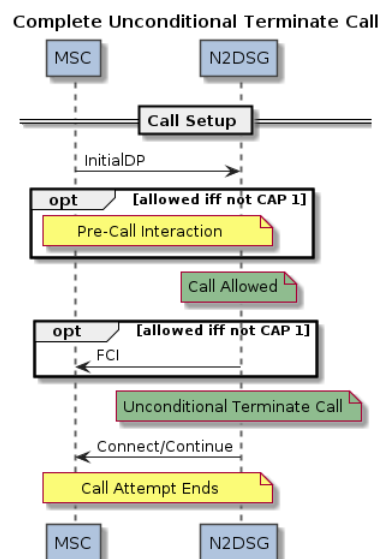 Complete Unconditional Terminate Call
MSC
N2DSG
Call Setup
InitialDP
opt
[allowed iff not CAP 1]
Pre-Call Interaction
Call Allowed
opt
[allowed iff not CAP 1]
FCI
Unconditional Terminate Call
Connect/Continue
Call Attempt Ends
MSC
N2DSG